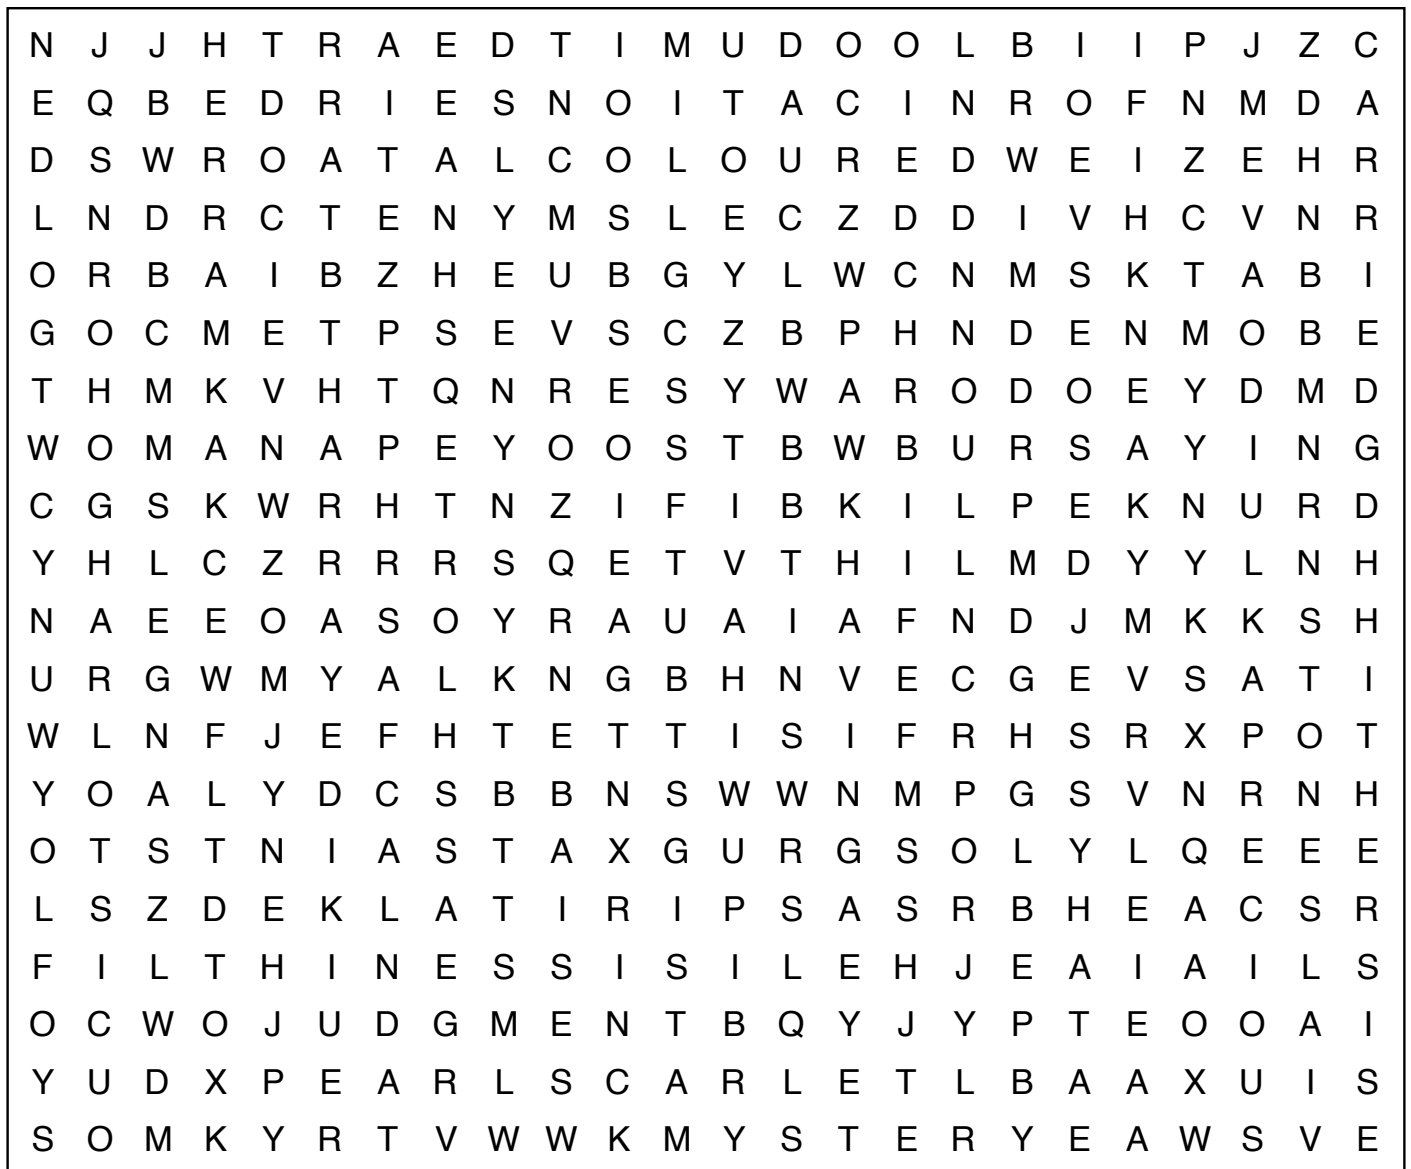 N J J H T R A E D T I M U D O O L B I I P J Z C
E Q B E D R I E S N O I T A C I N R O F N M D A
D S W R O A T A L C O L O U R E D W E I Z E H R
L N D R C T E N Y M S L E C Z D D I V H C V N R
O R B A I B Z H E U B G Y L W C N M S K T A B I
G O C M E T P S E V S C Z B P H N D E N M O B E
T H M K V H T Q N R E S Y W A R O D O E Y D M D
W O M A N A P E Y O O S T B W B U R S A Y I N G
C G S K W R H T N Z I F I B K I L P E K N U R D
Y H L C Z R R R S Q E T V T H I L M D Y Y L N H
N A E E O A S O Y R A U A I A F N D J M K K S H
U R G W M Y A L K N G B H N V E C G E V S A T I
W L N F J E F H T E T T I S I F R H S R X P O T
Y O A L Y D C S B B N S W W N M P G S V N R N H
O T S T N I A S T A X G U R G S O L Y L Q E E E
L S Z D E K L A T I R I P S A S R B H E A C S R
F I L T H I N E S S I S I L E H J E A I A I L S
O C W O J U D G M E N T B Q Y J Y P T E O O A I
Y U D X P E A R L S C A R L E T L B A A X U I S
S O M K Y R T V W W K M Y S T E R Y E A W S V E